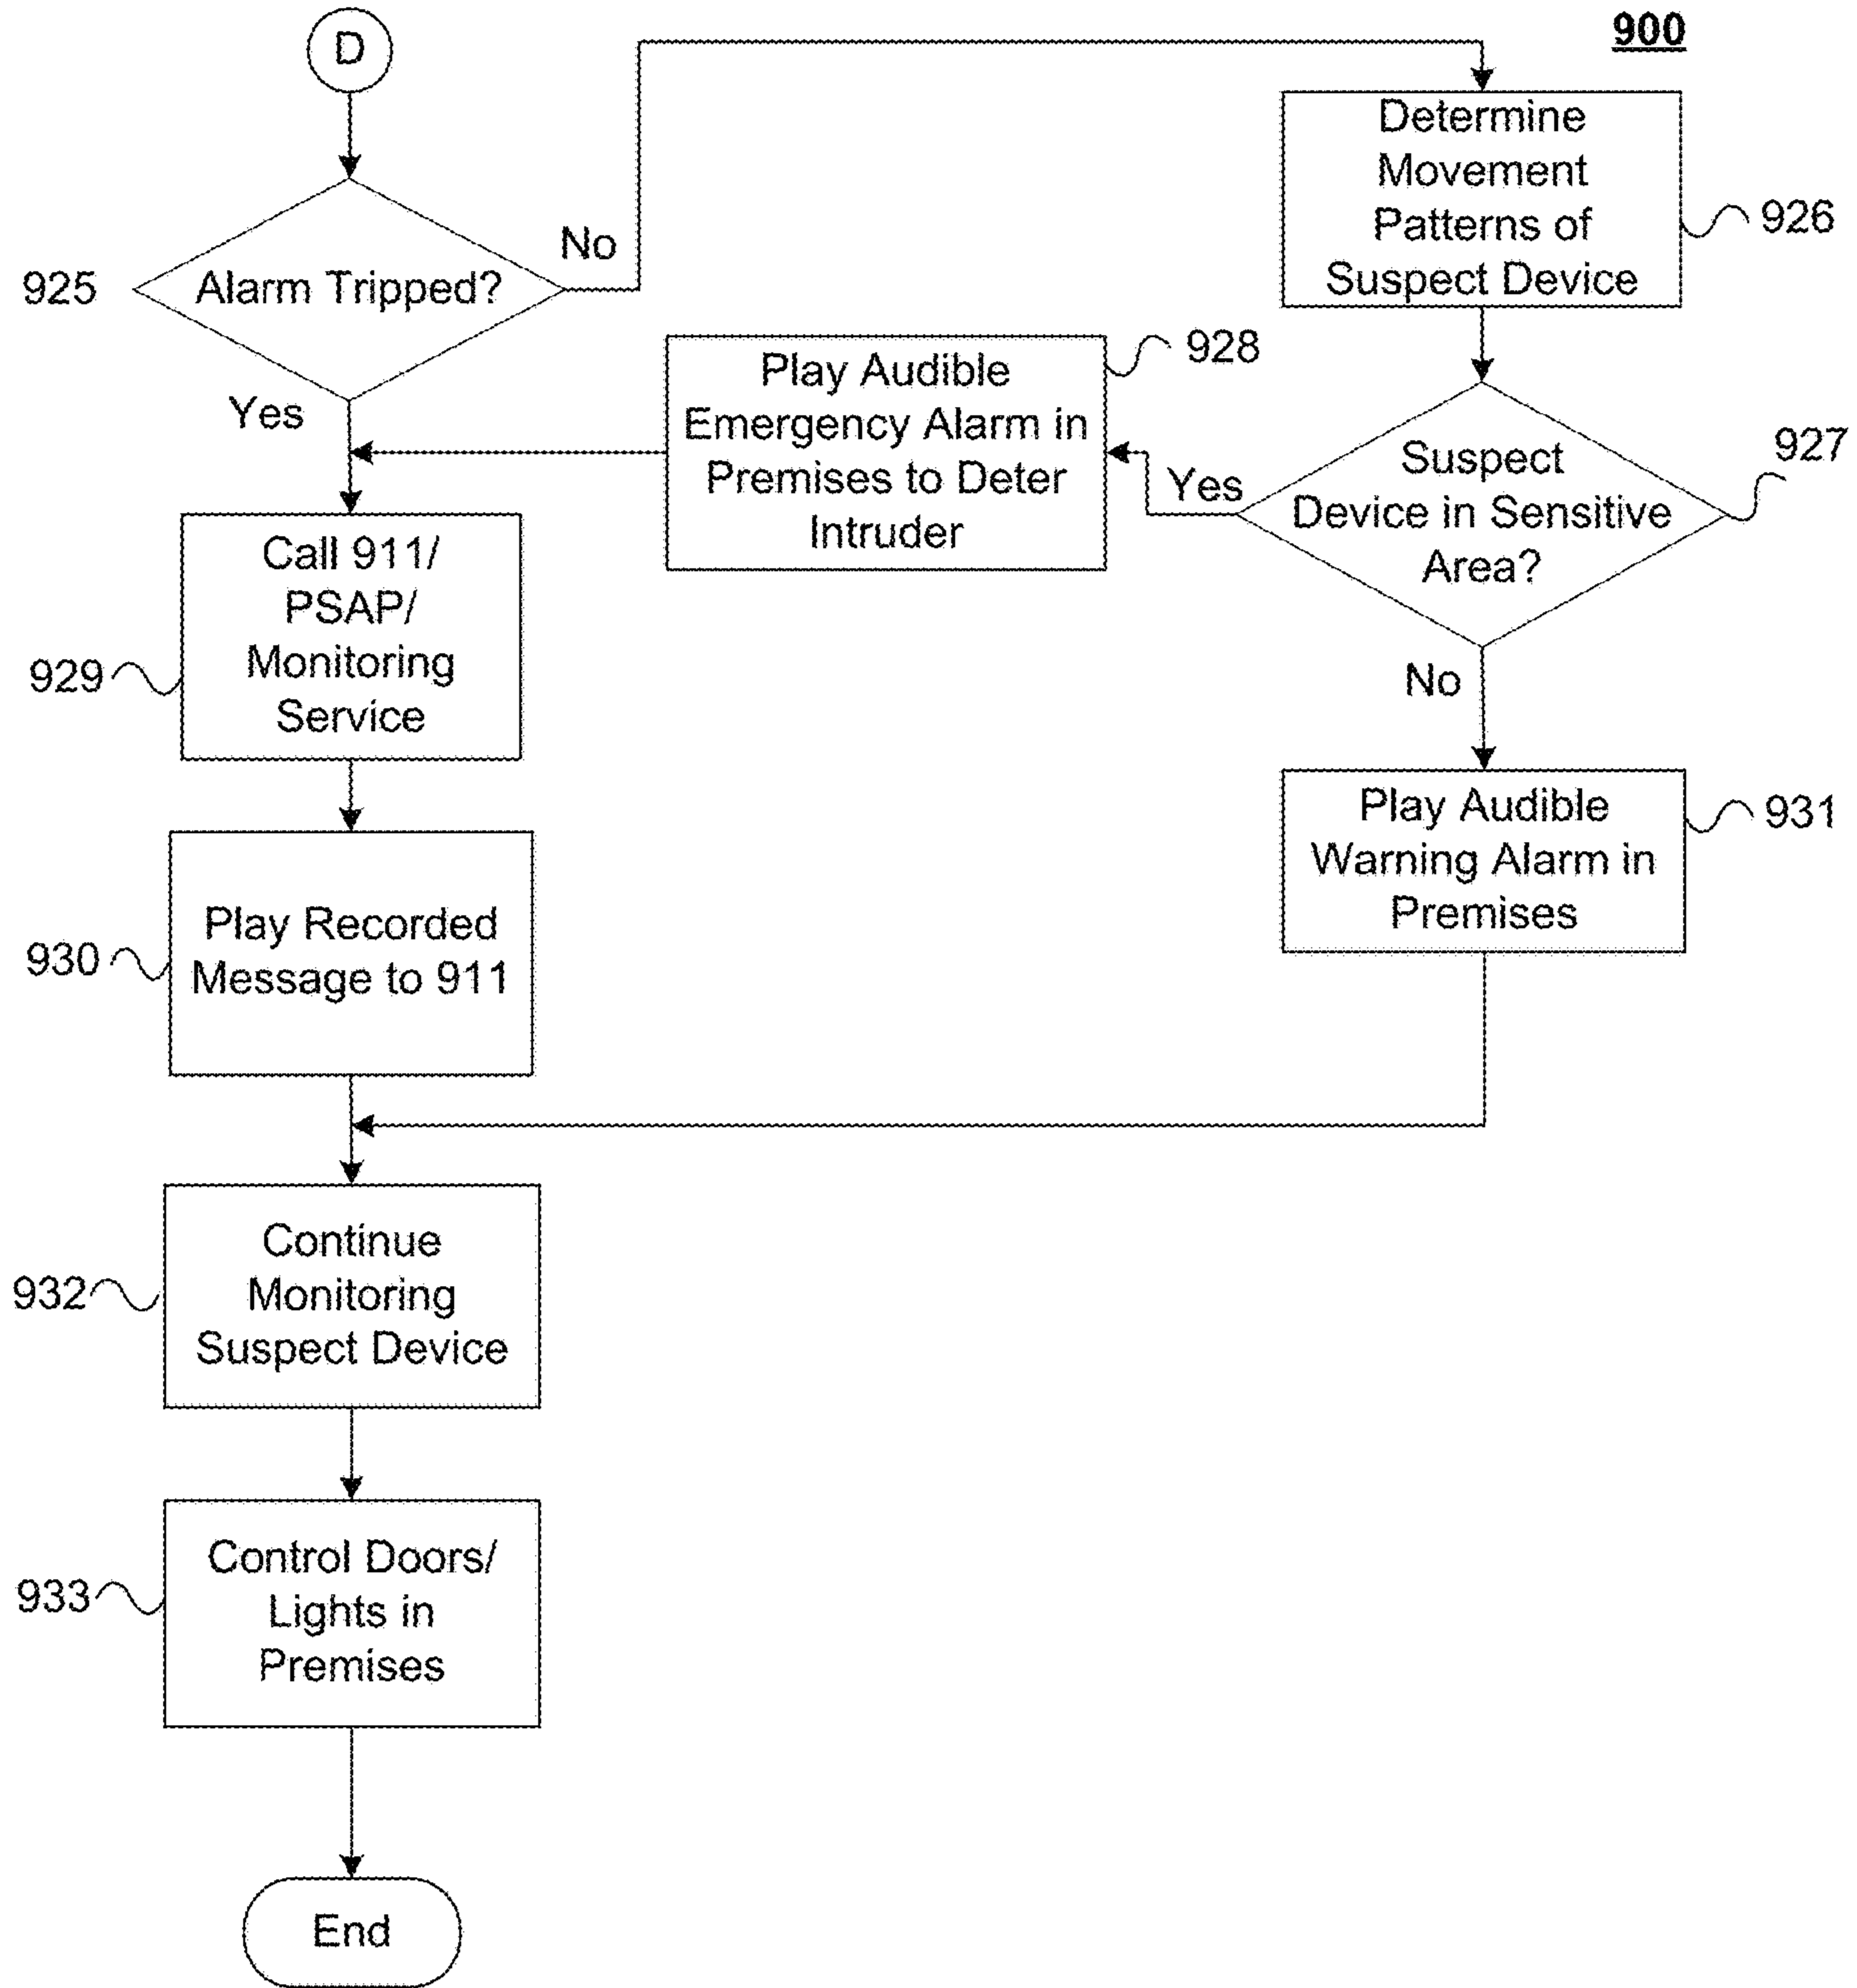 900
D
925
Alarm Tripped?
No
Yes
Determine
Movement
Patterns of
Suspect Device
926
Suspect
Device in Sensitive
Area?
927
Yes
No
Play Audible
Emergency Alarm in
Premises to Deter
Intruder
928
Call 911/
PSAP/
Monitoring
Service
929
Play Recorded
Message to 911
930
Play Audible
Warning Alarm in
Premises
931
Continue
Monitoring
Suspect Device
932
Control Doors/
Lights in
Premises
933
End